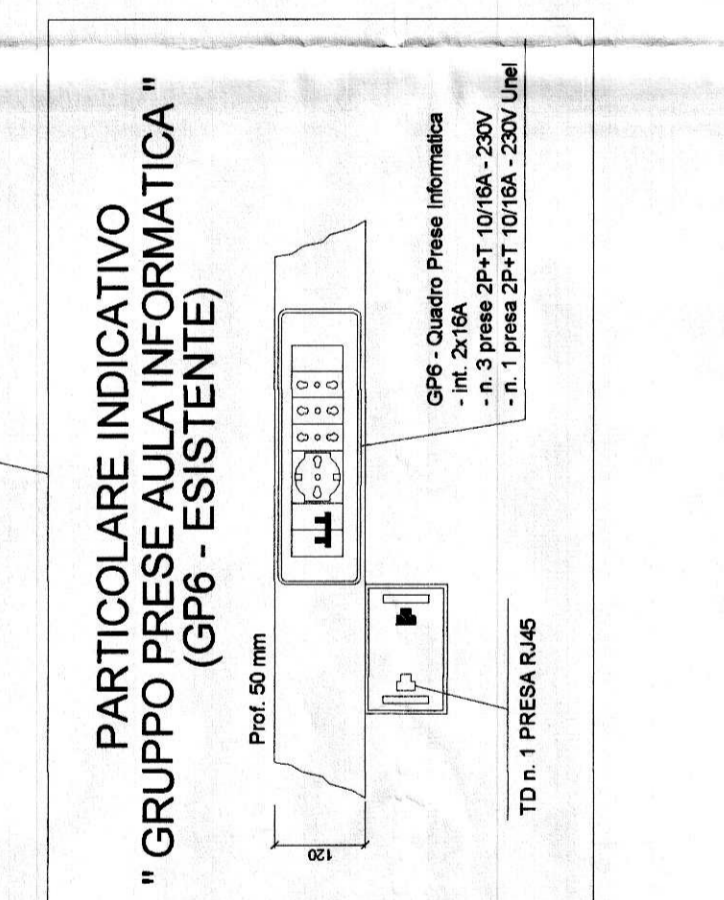 PARTICOLARE INDICATIVO
" GRUPPO PRESE AULA INFORMATICA "
(GP6 - ESISTENTE)
Prof. 50 mm
120
GP6 - Quadro Prese Informatica
- int. 2x16A
- n. 3 prese 2P+T 10/16A - 230V
- n. 1 presa 2P+T 10/16A - 230V Unel
TD n. 1 PRESA RJ45